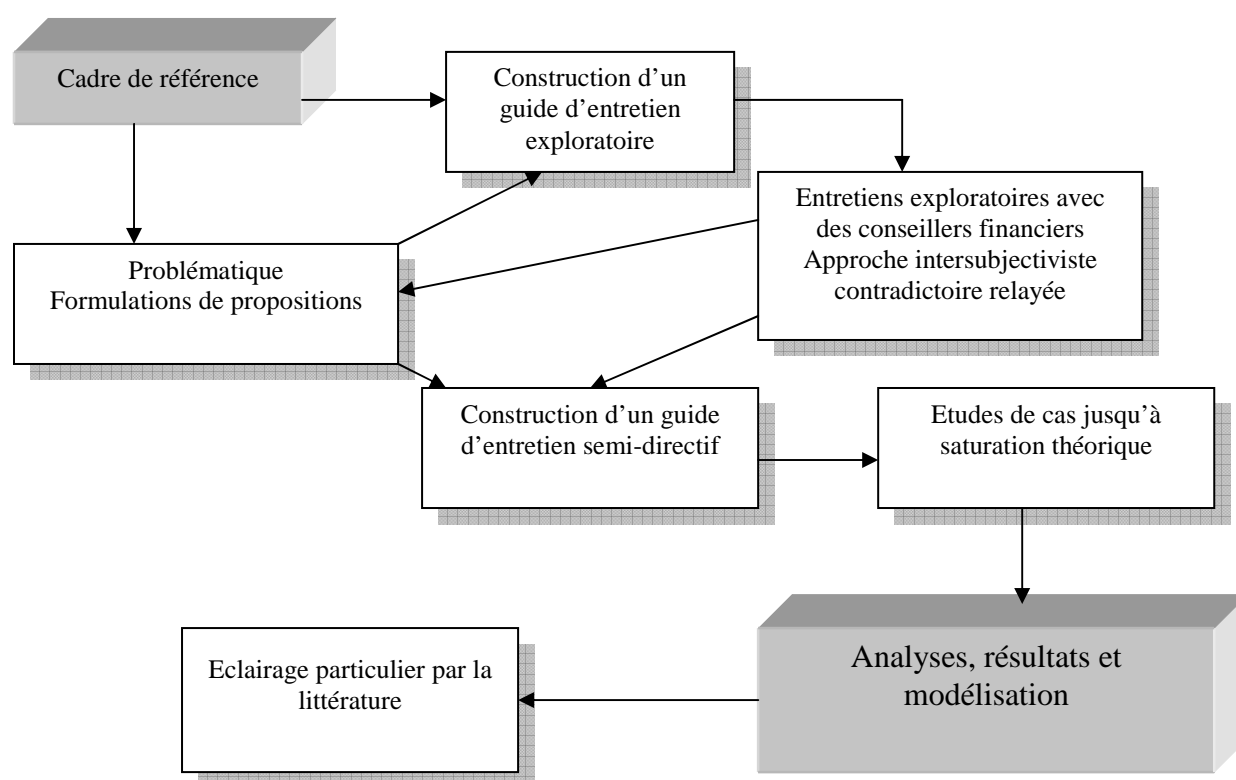 Cadre de référence
Construction d'un
guide d'entretien
exploratoire
Entretiens exploratoires avec
des conseillers financiers
Approche intersubjectiviste
contradictoire relayée
Problématique
Formulations de propositions
Construction d'un guide
d'entretien semi-directif
Etudes de cas jusqu'à
saturation théorique
Analyses, résultats et
modélisation
Eclairage particulier par la
littérature